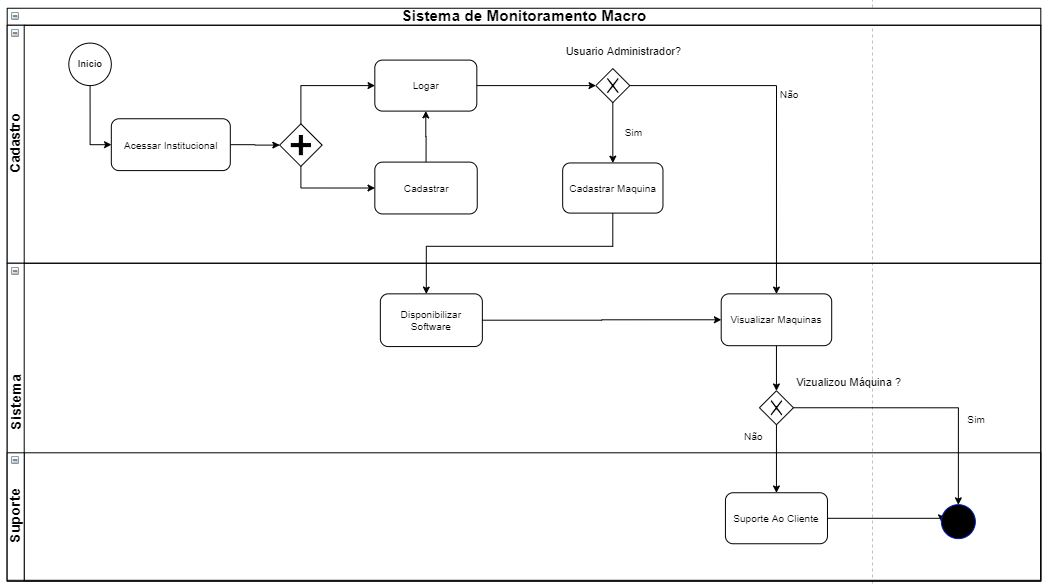 Sistema de Monitoramento Macro
Cadastro
Inicio
Acessar Institucional
Logar
Cadastrar
Usuario Administrador?
Não
Sim
Cadastrar Maquina
Sistema
Disponibilizar
Software
Visualizar Maquinas
Vizualizou Máquina ?
Sim
Não
Suporte
Suporte Ao Cliente